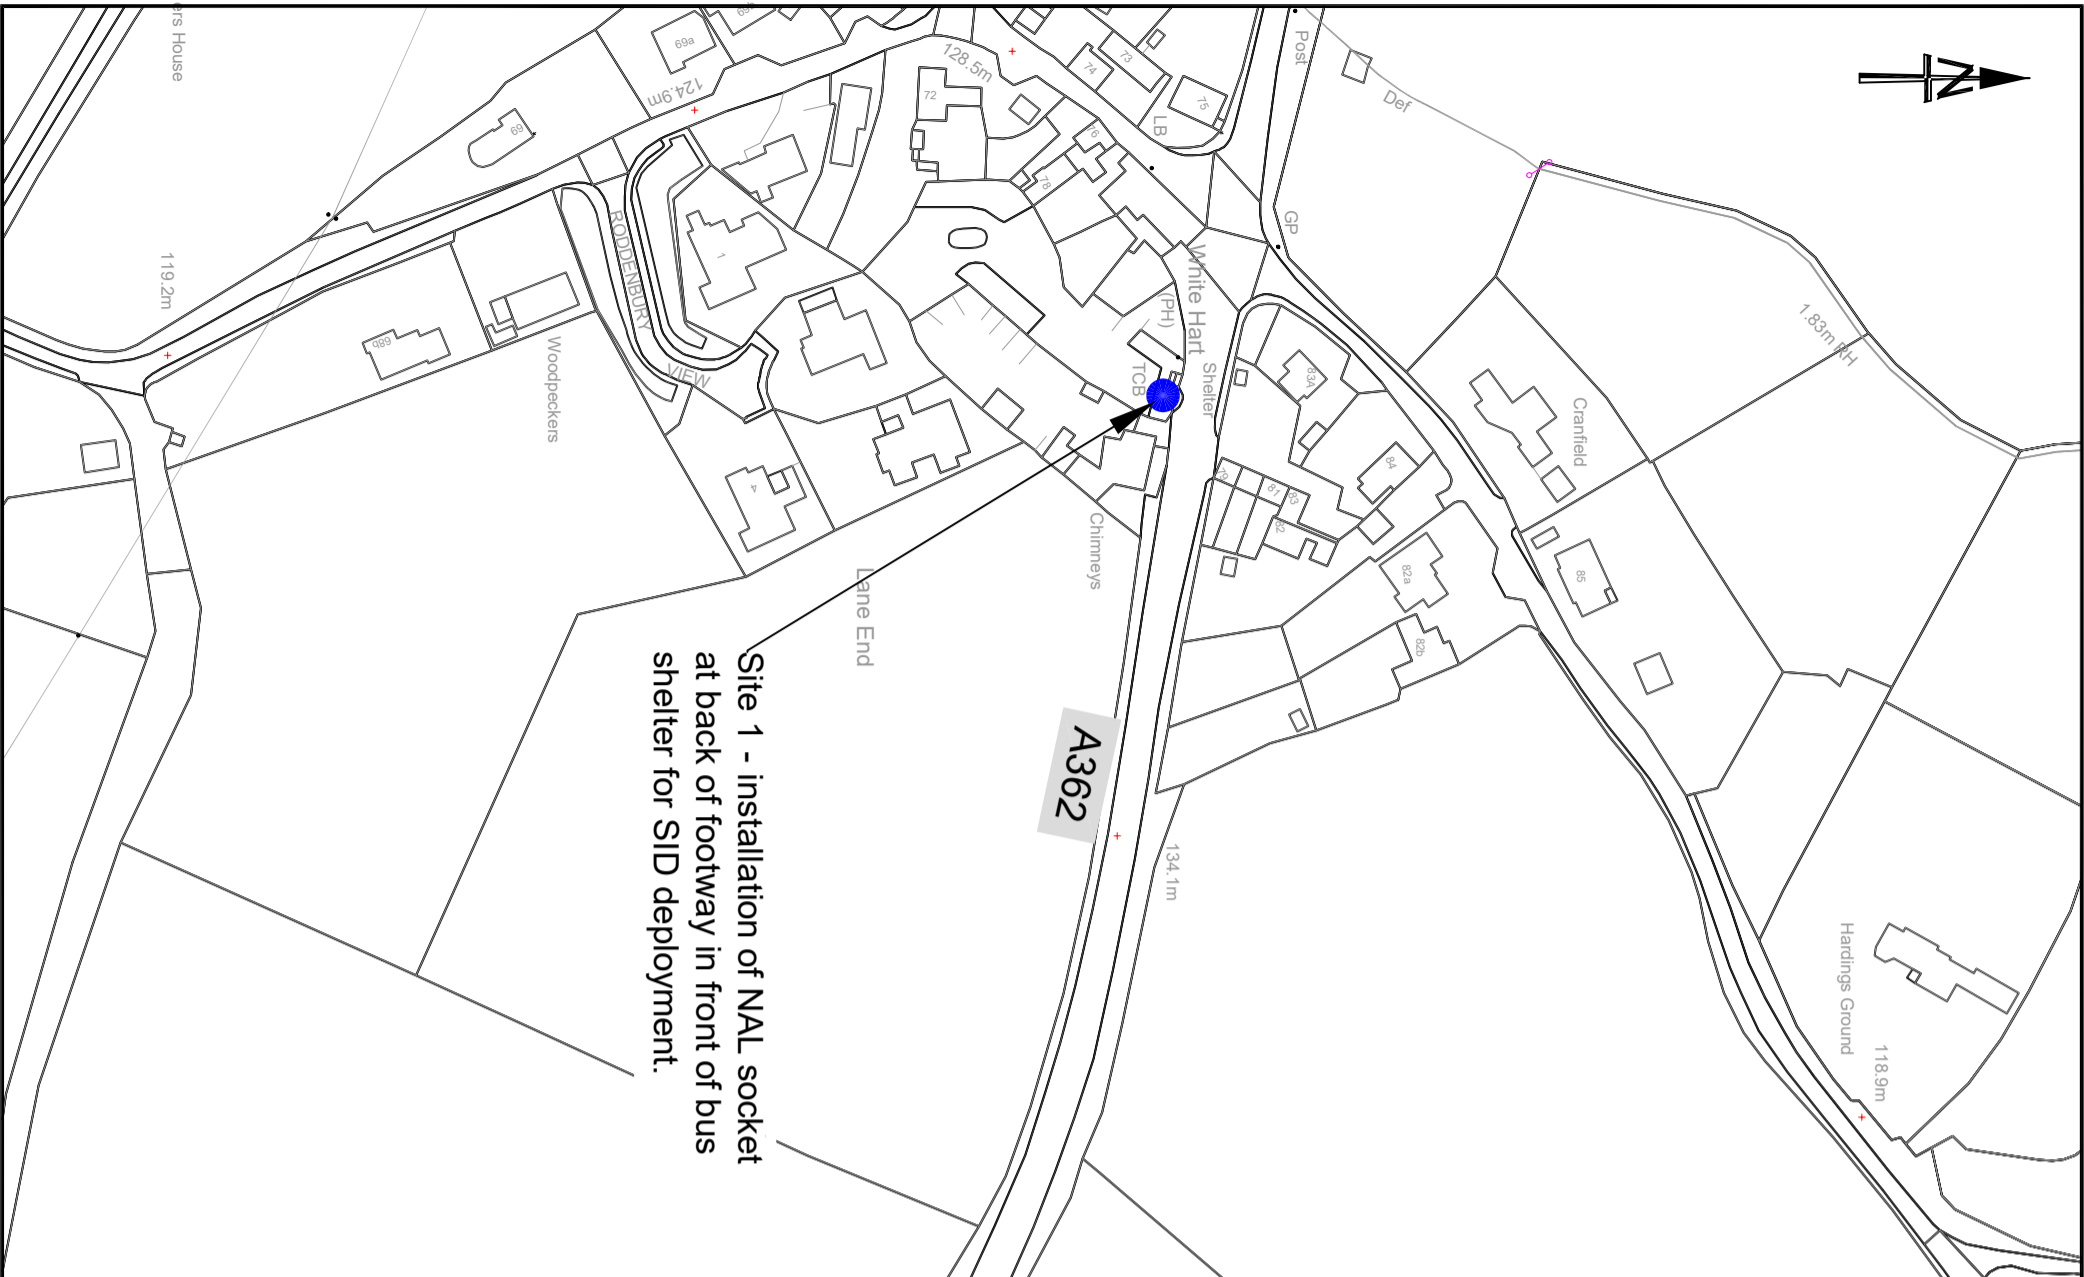 ers House
69a
69
124.9m
128.5m
72
73
74
75
76
78
LB
Post
Def
GP
1.83m RH
N
119.2m
68b
Woodpeckers
RODDENBURY
VIEW
1
4
White Hart
(PH)
TCB
Shelter
83A
84
Cranfield
85
79
81
83
82
82a
82b
Chimneys
Lane End
Site 1 - installation of NAL socket
at back of footway in front of bus
shelter for SID deployment.
A362
134.1m
Hardings Ground
118.9m